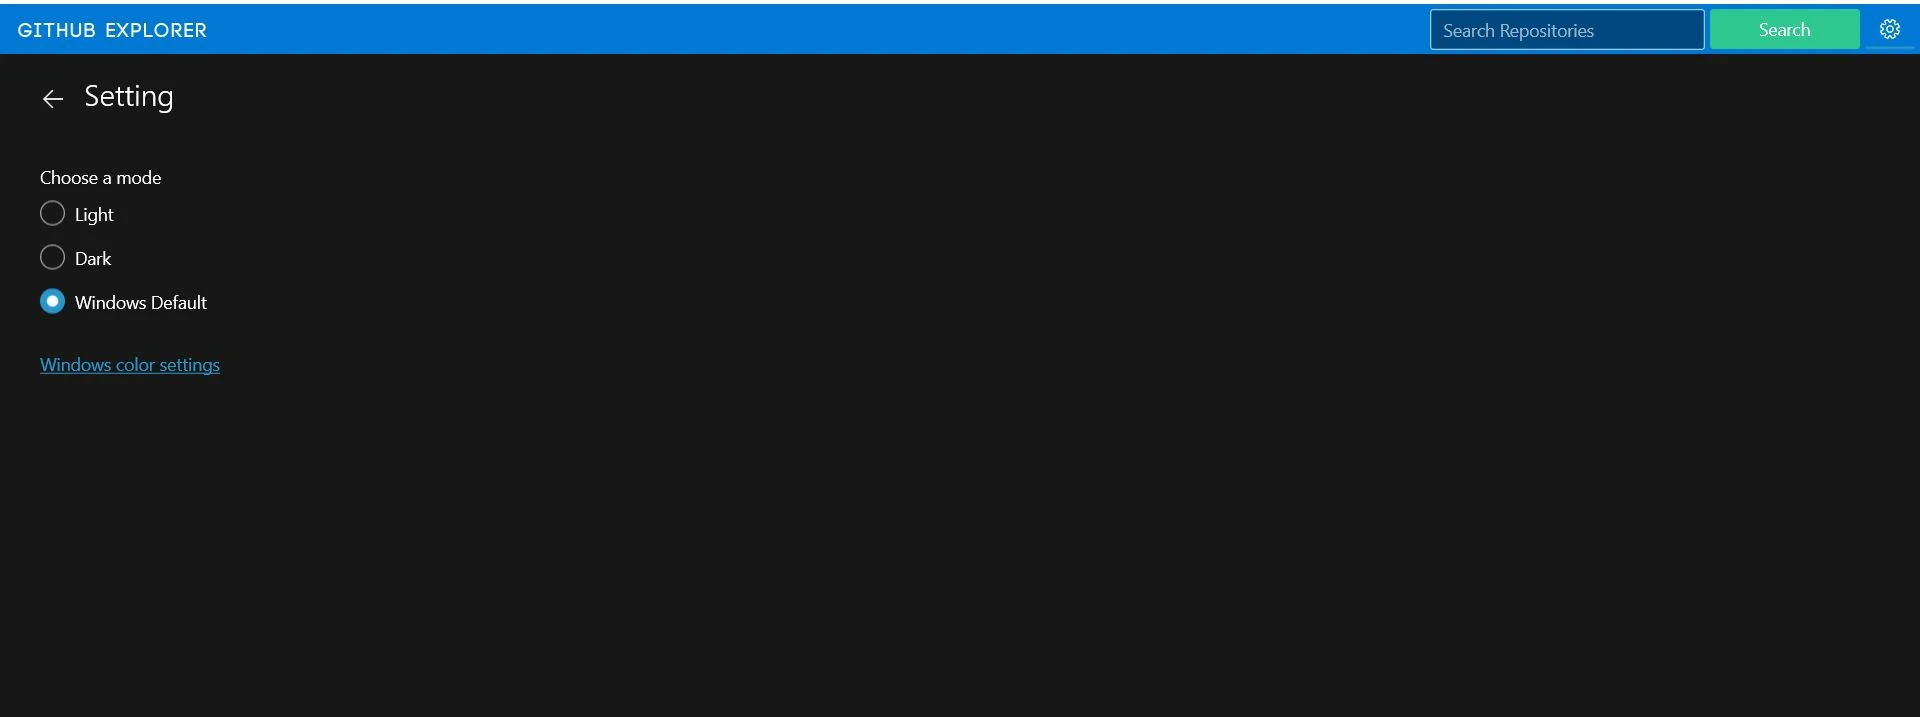 GITHUB EXPLORER
Search Repositories
Search
Setting
Choose a mode
Light
Dark
Windows Default
Windows color settings